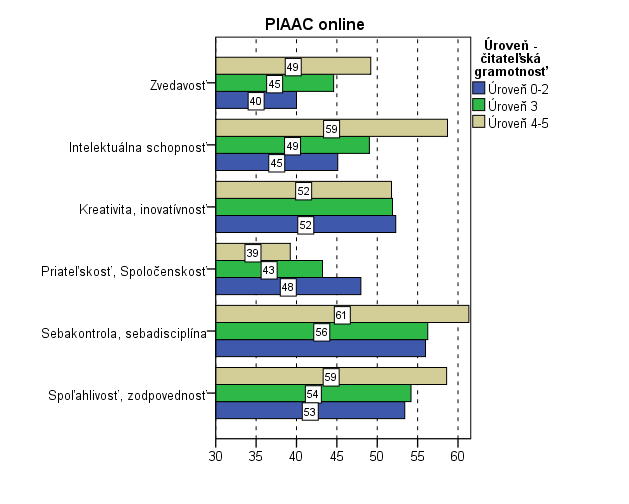 PIAAC online
Úroveň -
čitateľská
gramotnosť
Úroveň 0-2
Úroveň 3
Úroveň 4-5
Zvedavosť
49
45
40
Intelektuálna schopnosť
59
49
45
Kreativita, inovatívnosť
52
52
Priateľskosť, Spoločenskosť
39
43
48
Sebakontrola, sebadisciplína
61
56
Spoľahlivosť, zodpovednosť
59
54
53
30 35 40 45 50 55 60